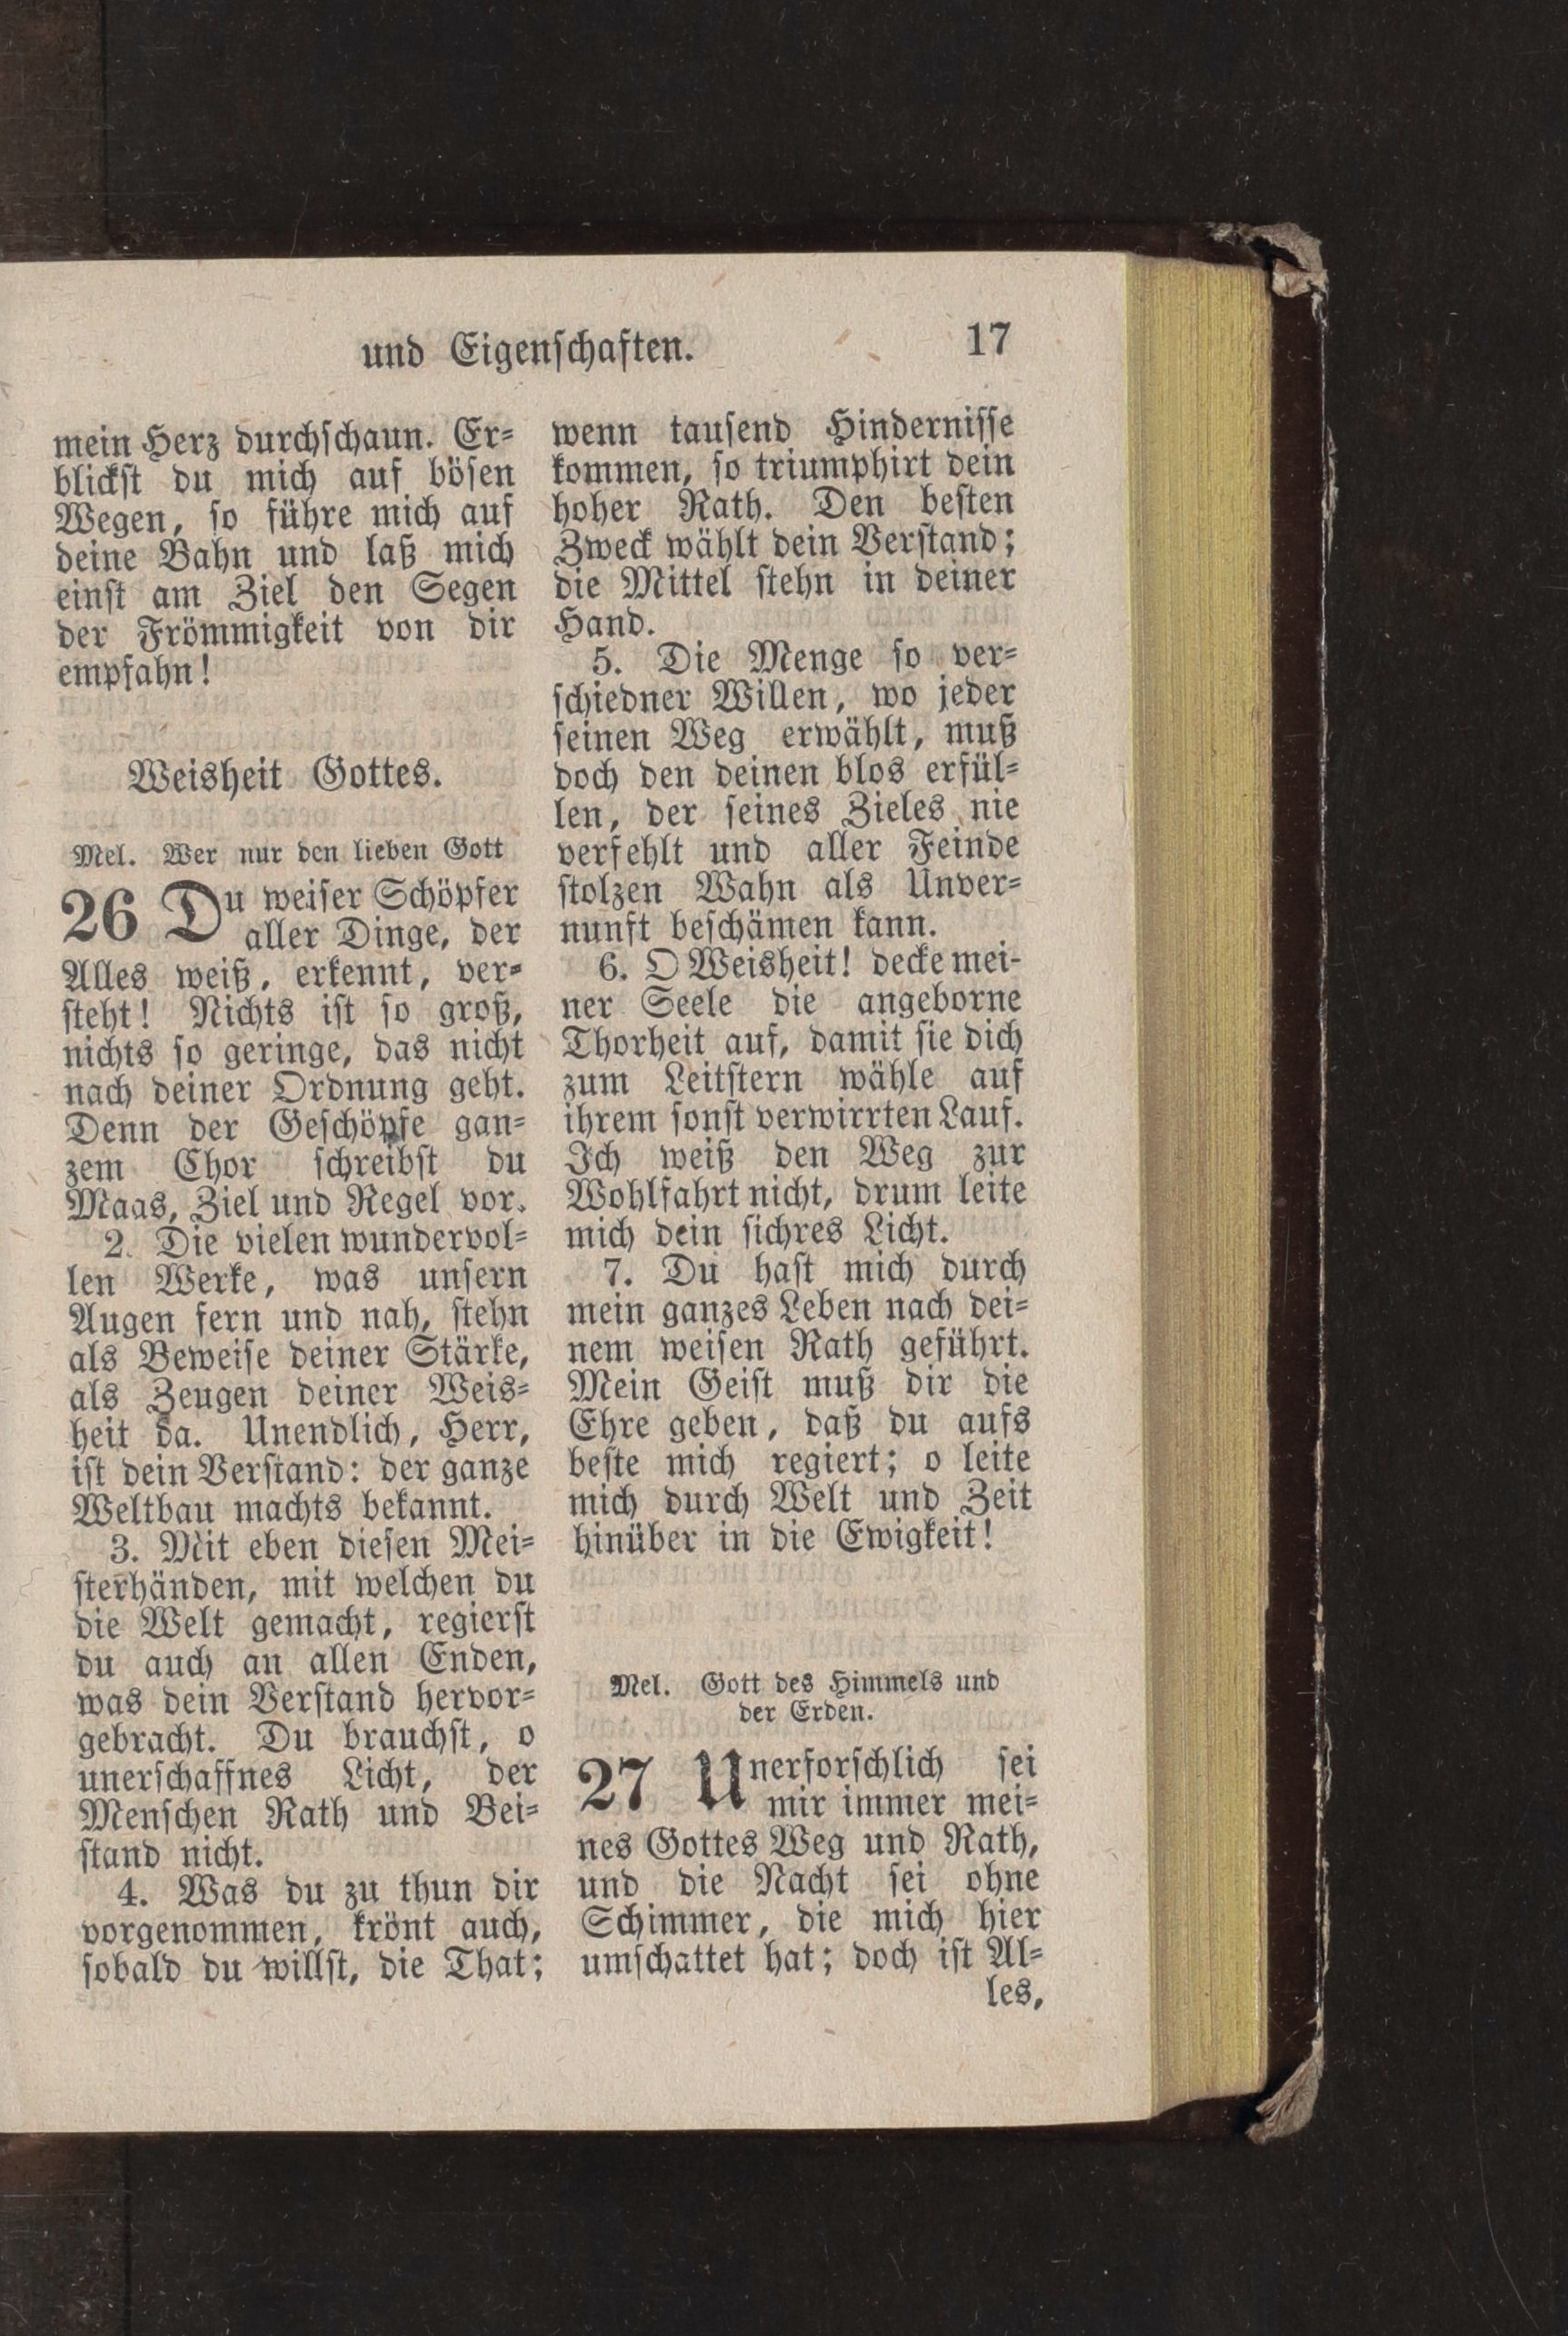 und Eigenschaften.
17
mein Herz durchschaun. Er-
blickst du mich auf bösen
Wegen, so führe mich auf
deine Bahn und laß mich
einst am Ziel den Segen
der Frömmigkeit von dir
empfahn!
Weisheit Gottes.
Mel. Wer nur den lieben Gott
26 Du weiser Schöpfer
aller Dinge, der
Alles weiß, erkennt, ver-
steht! Nichts ist so groß,
nichts so geringe, das nicht
nach deiner Ordnung geht.
Denn der Geschöpfe gan-
zem Chor schreibst du
Maas, Ziel und Regel vor.
2. Die vielen wundervol-
len Werke, was unsern
Augen fern und nah, stehn
als Beweise deiner Stärke,
als Zeugen deiner Weis-
heit da. Unendlich, Herr,
ist dein Verstand: der ganze
Weltbau machts bekannt.
3. Mit eben diesen Mei-
sterhänden, mit welchen du
die Welt gemacht, regierst
du auch an allen Enden,
was dein Verstand hervor-
gebracht. Du brauchst, o
unerschaffnes Licht, der
Menschen Rath und Bei-
stand nicht.
4. Was du zu thun dir
vorgenommen, krönt auch,
sobald du willst, die That;
wenn tausend Hindernisse
kommen, so triumphirt dein
hoher Rath. Den besten
Zweck wählt dein Verstand;
die Mittel stehn in deiner
Hand.
5. Die Menge so ver-
schiedner Willen, wo jeder
seinen Weg erwählt, muß
doch den deinen blos erfül-
len, der seines Zieles nie
verfehlt und aller Feinde
stolzen Wahn als Unver-
nunft beschämen kann.
6. O Weisheit! decke mei-
ner Seele die angeborne
Thorheit auf, damit sie dich
zum Leitstern wähle auf
ihrem sonst verwirrten Lauf.
Ich weiß den Weg zur
Wohlfahrt nicht, drum leite
mich dein sichres Licht.
7. Du hast mich durch
mein ganzes Leben nach dei-
nem weisen Rath geführt.
Mein Geist muß dir die
Ehre geben, daß du aufs
beste mich regiert; o leite
mich durch Welt und Zeit
hinüber in die Ewigkeit!
Mel. Gott des Himmels und
der Erden.
27 Unerforschlich sei
mir immer mei-
nes Gottes Weg und Rath,
und die Nacht sei ohne
Schimmer, die mich hier
umschattet hat; doch ist Al-
les,